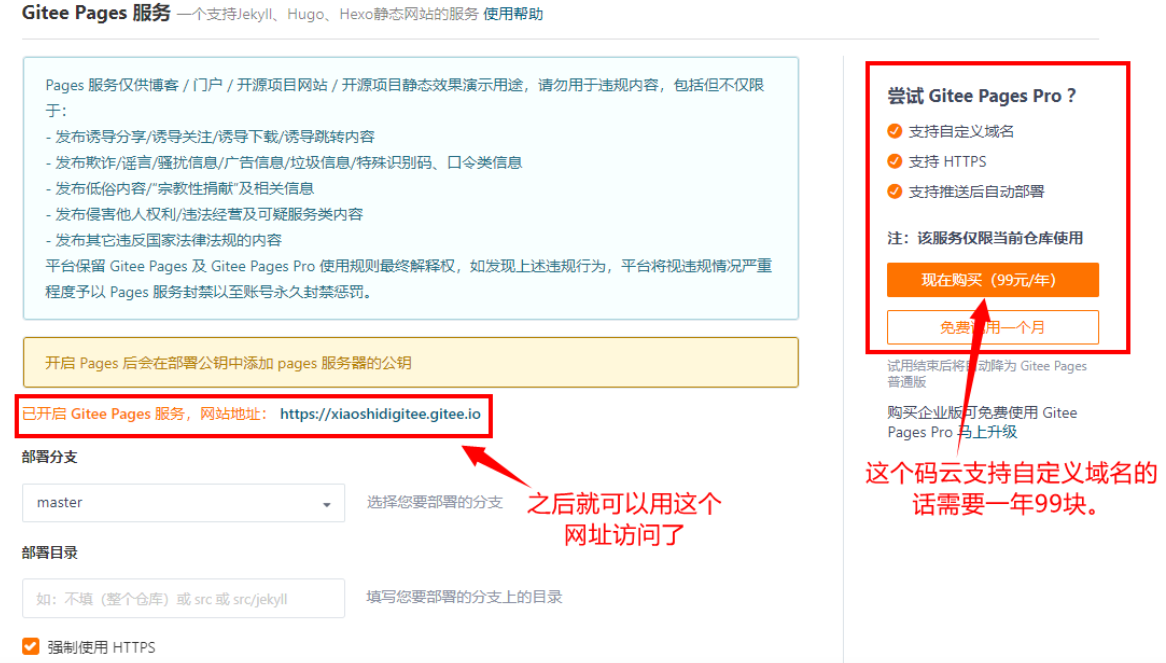 Gitee Pages 服务 一个支持Jekyll、Hugo、Hexo静态网站的服务 使用帮助
Pages 服务仅供博客 / 门户 / 开源项目网站 / 开源项目静态效果演示用途，请勿用于违规内容，包括但不仅限
于：
- 发布诱导分享/诱导关注/诱导下载/诱导跳转内容
- 发布欺诈/谣言/骚扰信息/广告信息/垃圾信息/特殊识别码、口令类信息
- 发布低俗内容/“宗教性捐献”及相关信息
- 发布侵害他人权利/违法经营及可疑服务类内容
- 发布其它违反国家法律法规的内容
平台保留 Gitee Pages 及 Gitee Pages Pro 使用规则最终解释权，如发现上述违规行为，平台将视违规情况严重
程度予以 Pages 服务封禁以至账号永久封禁惩罚。
开启 Pages 后会在部署公钥中添加 pages 服务器的公钥
已开启 Gitee Pages 服务，网站地址： https://xiaoshidigitee.gitee.io
部署分支
master
选择您要部署的分支
之后就可以用这个
网址访问了
部署目录
如：不填（整个仓库）或 src 或 src/jekyll
填写您要部署的分支上的目录
强制使用 HTTPS
尝试 Gitee Pages Pro ？
支持自定义域名
支持 HTTPS
支持推送后自动部署
注：该服务仅限当前仓库使用
现在购买（99元/年）
免费试用一个月
试用结束后将自动降为 Gitee Pages
普通版
购买企业版可免费使用 Gitee
Pages Pro 马上升级
这个码云支持自定义域名的
话需要一年99块。